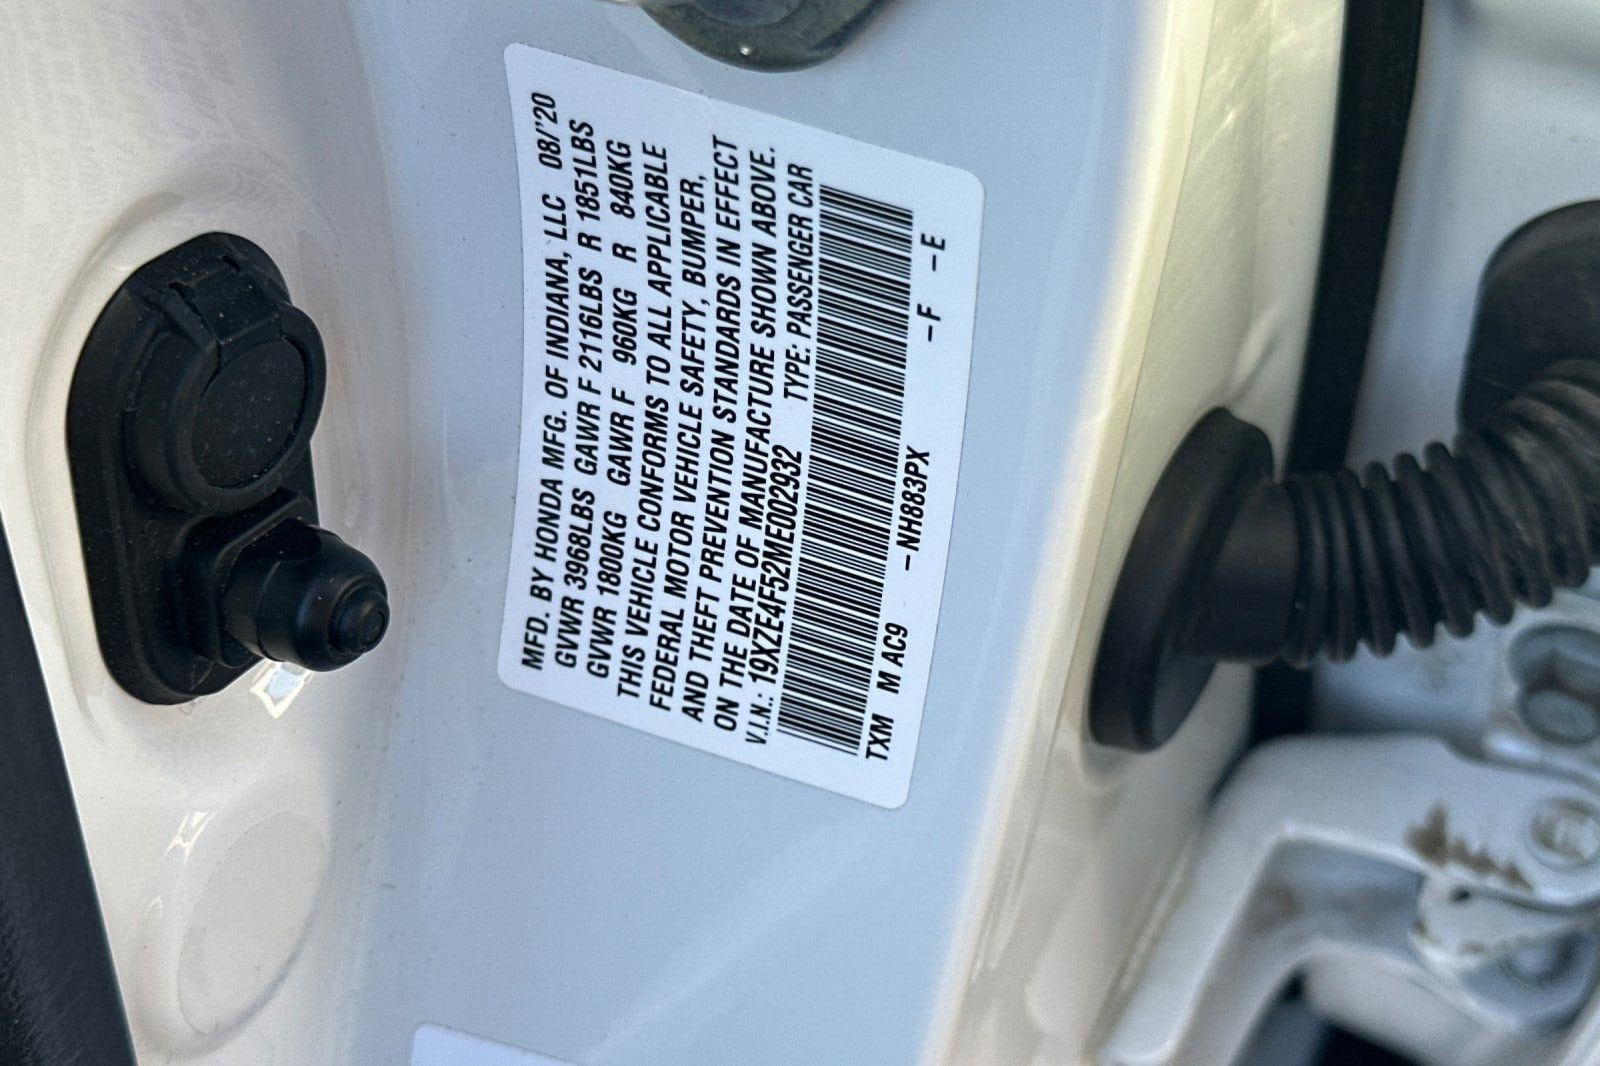 MFD. BY HONDA MFG. OF INDIANA, LLC 08/'20
GVWR 3968LBS GAWR F 2116LBS R 1851LBS
GVWR 1800KG GAWR F 960KG R 840KG
THIS VEHICLE CONFORMS TO ALL APPLICABLE
FEDERAL MOTOR VEHICLE SAFETY, BUMPER,
AND THEFT PREVENTION STANDARDS IN EFFECT
ON THE DATE OF MANUFACTURE SHOWN ABOVE.
V.I.N.: 19XZE4F52ME002932 TYPE: PASSENGER CAR
TXM M AC9 –NH883PX –F –E